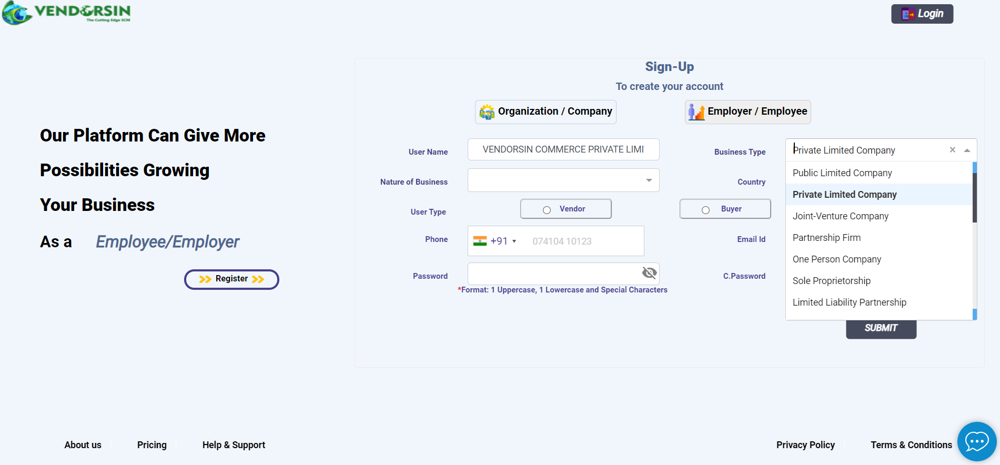 VENDORSIN
The Cutting Edge SCM
Login
Sign-Up
To create your account
Organization / Company
Employer / Employee
Our Platform Can Give More
Possibilities Growing
Your Business
As a Employee/Employer
Register
User Name
VENDORSIN COMMERCE PRIVATE LIMI
Business Type
Private Limited Company
Public Limited Company
Private Limited Company
Joint-Venture Company
Partnership Firm
One Person Company
Sole Proprietorship
Limited Liability Partnership
Nature of Business
Country
User Type
Vendor
Buyer
Phone
+91
074104 10123
Email Id
Password
C.Password
*Format: 1 Uppercase, 1 Lowercase and Special Characters
SUBMIT
About us
Pricing
Help & Support
Privacy Policy
Terms & Conditions